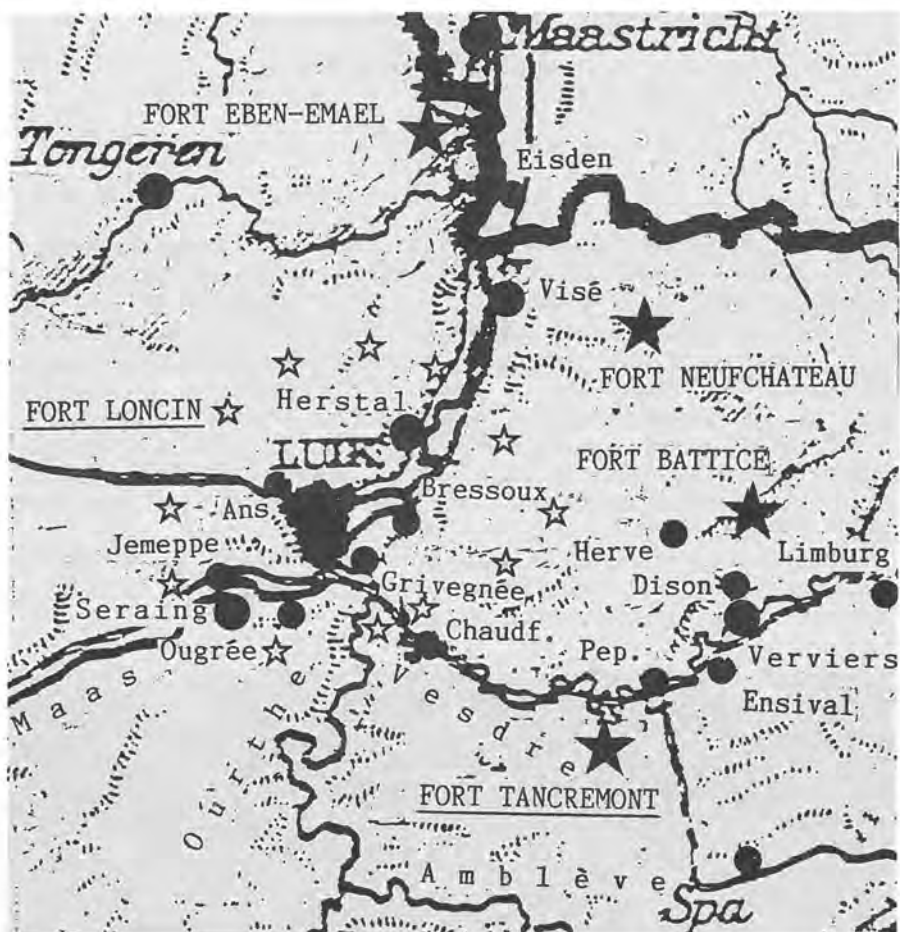 Maastricht
FORT EBEN-EMAEL
Tongeren
Eisden
Visé
FORT NEUFCHATEAU
Herstal
FORT LONCIN
LUIK
FORT BATTICE
Bressoux
Ans
Jemeppe
Herve
Limburg
Grivegnée
Dison
Seraing
Chaudf.
Ougrée
Pep.
Verviers
Maas
Ensival
Ourthe
Vesdre
FORT TANCREMONT
Amblève
Spa